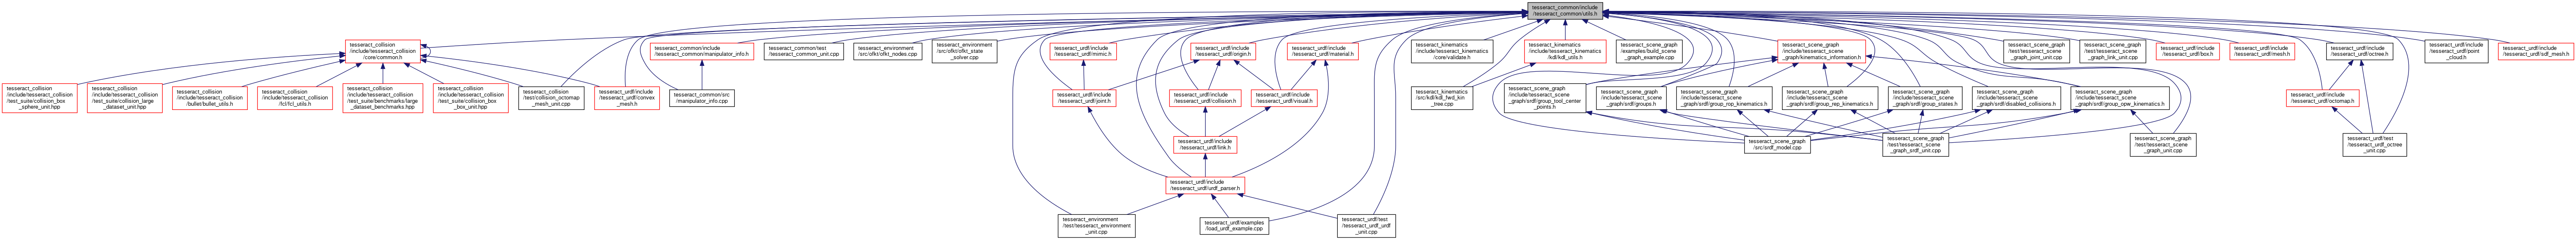 tesseract_common/include
/tesseract_common/utils.h
tesseract_collision
/include/tesseract_collision
/core/common.h
tesseract_common/include
/tesseract_common/manipulator_info.h
tesseract_common/test
/tesseract_common_unit.cpp
tesseract_environment
/src/ofkt/ofkt_nodes.cpp
tesseract_environment
/src/ofkt/ofkt_state
_solver.cpp
tesseract_urdf/include
/tesseract_urdf/mimic.h
tesseract_urdf/include
/tesseract_urdf/origin.h
tesseract_urdf/include
/tesseract_urdf/material.h
tesseract_kinematics
/include/tesseract_kinematics
/core/validate.h
tesseract_kinematics
/include/tesseract_kinematics
/kdl/kdl_utils.h
tesseract_scene_graph
/examples/build_scene
_graph_example.cpp
tesseract_scene_graph
/include/tesseract_scene
_graph/kinematics_information.h
tesseract_scene_graph
/test/tesseract_scene
_graph_joint_unit.cpp
tesseract_scene_graph
/test/tesseract_scene
_graph_link_unit.cpp
tesseract_urdf/include
/tesseract_urdf/box.h
tesseract_urdf/include
/tesseract_urdf/mesh.h
tesseract_urdf/include
/tesseract_urdf/octree.h
tesseract_urdf/include
/tesseract_urdf/point
_cloud.h
tesseract_urdf/include
/tesseract_urdf/sdf_mesh.h
tesseract_collision
/include/tesseract_collision
/test_suite/collision_box
_sphere_unit.hpp
tesseract_collision
/include/tesseract_collision
/test_suite/collision_large
_dataset_unit.hpp
tesseract_collision
/include/tesseract_collision
/bullet/bullet_utils.h
tesseract_collision
/include/tesseract_collision
/fcl/fcl_utils.h
tesseract_collision
/include/tesseract_collision
/test_suite/benchmarks/large
_dataset_benchmarks.hpp
tesseract_collision
/include/tesseract_collision
/test_suite/collision_box
_box_unit.hpp
tesseract_collision
/test/collision_octomap
_mesh_unit.cpp
tesseract_urdf/include
/tesseract_urdf/convex
_mesh.h
tesseract_common/src
/manipulator_info.cpp
tesseract_urdf/include
/tesseract_urdf/joint.h
tesseract_urdf/include
/tesseract_urdf/collision.h
tesseract_urdf/include
/tesseract_urdf/visual.h
tesseract_kinematics
/src/kdl/kdl_fwd_kin
_tree.cpp
tesseract_scene_graph
/include/tesseract_scene
_graph/srdf/group_tool_center
_points.h
tesseract_scene_graph
/include/tesseract_scene
_graph/srdf/groups.h
tesseract_scene_graph
/include/tesseract_scene
_graph/srdf/group_rop_kinematics.h
tesseract_scene_graph
/include/tesseract_scene
_graph/srdf/group_rep_kinematics.h
tesseract_scene_graph
/include/tesseract_scene
_graph/srdf/group_states.h
tesseract_scene_graph
/include/tesseract_scene
_graph/srdf/disabled_collisions.h
tesseract_scene_graph
/include/tesseract_scene
_graph/srdf/group_opw_kinematics.h
tesseract_urdf/include
/tesseract_urdf/octomap.h
tesseract_urdf/include
/tesseract_urdf/link.h
tesseract_scene_graph
/src/srdf_model.cpp
tesseract_scene_graph
/test/tesseract_scene
_graph_srdf_unit.cpp
tesseract_scene_graph
/test/tesseract_scene
_graph_unit.cpp
tesseract_urdf/test
/tesseract_urdf_octree
_unit.cpp
tesseract_urdf/include
/tesseract_urdf/urdf_parser.h
tesseract_environment
/test/tesseract_environment
_unit.cpp
tesseract_urdf/examples
/load_urdf_example.cpp
tesseract_urdf/test
/tesseract_urdf_urdf
_unit.cpp